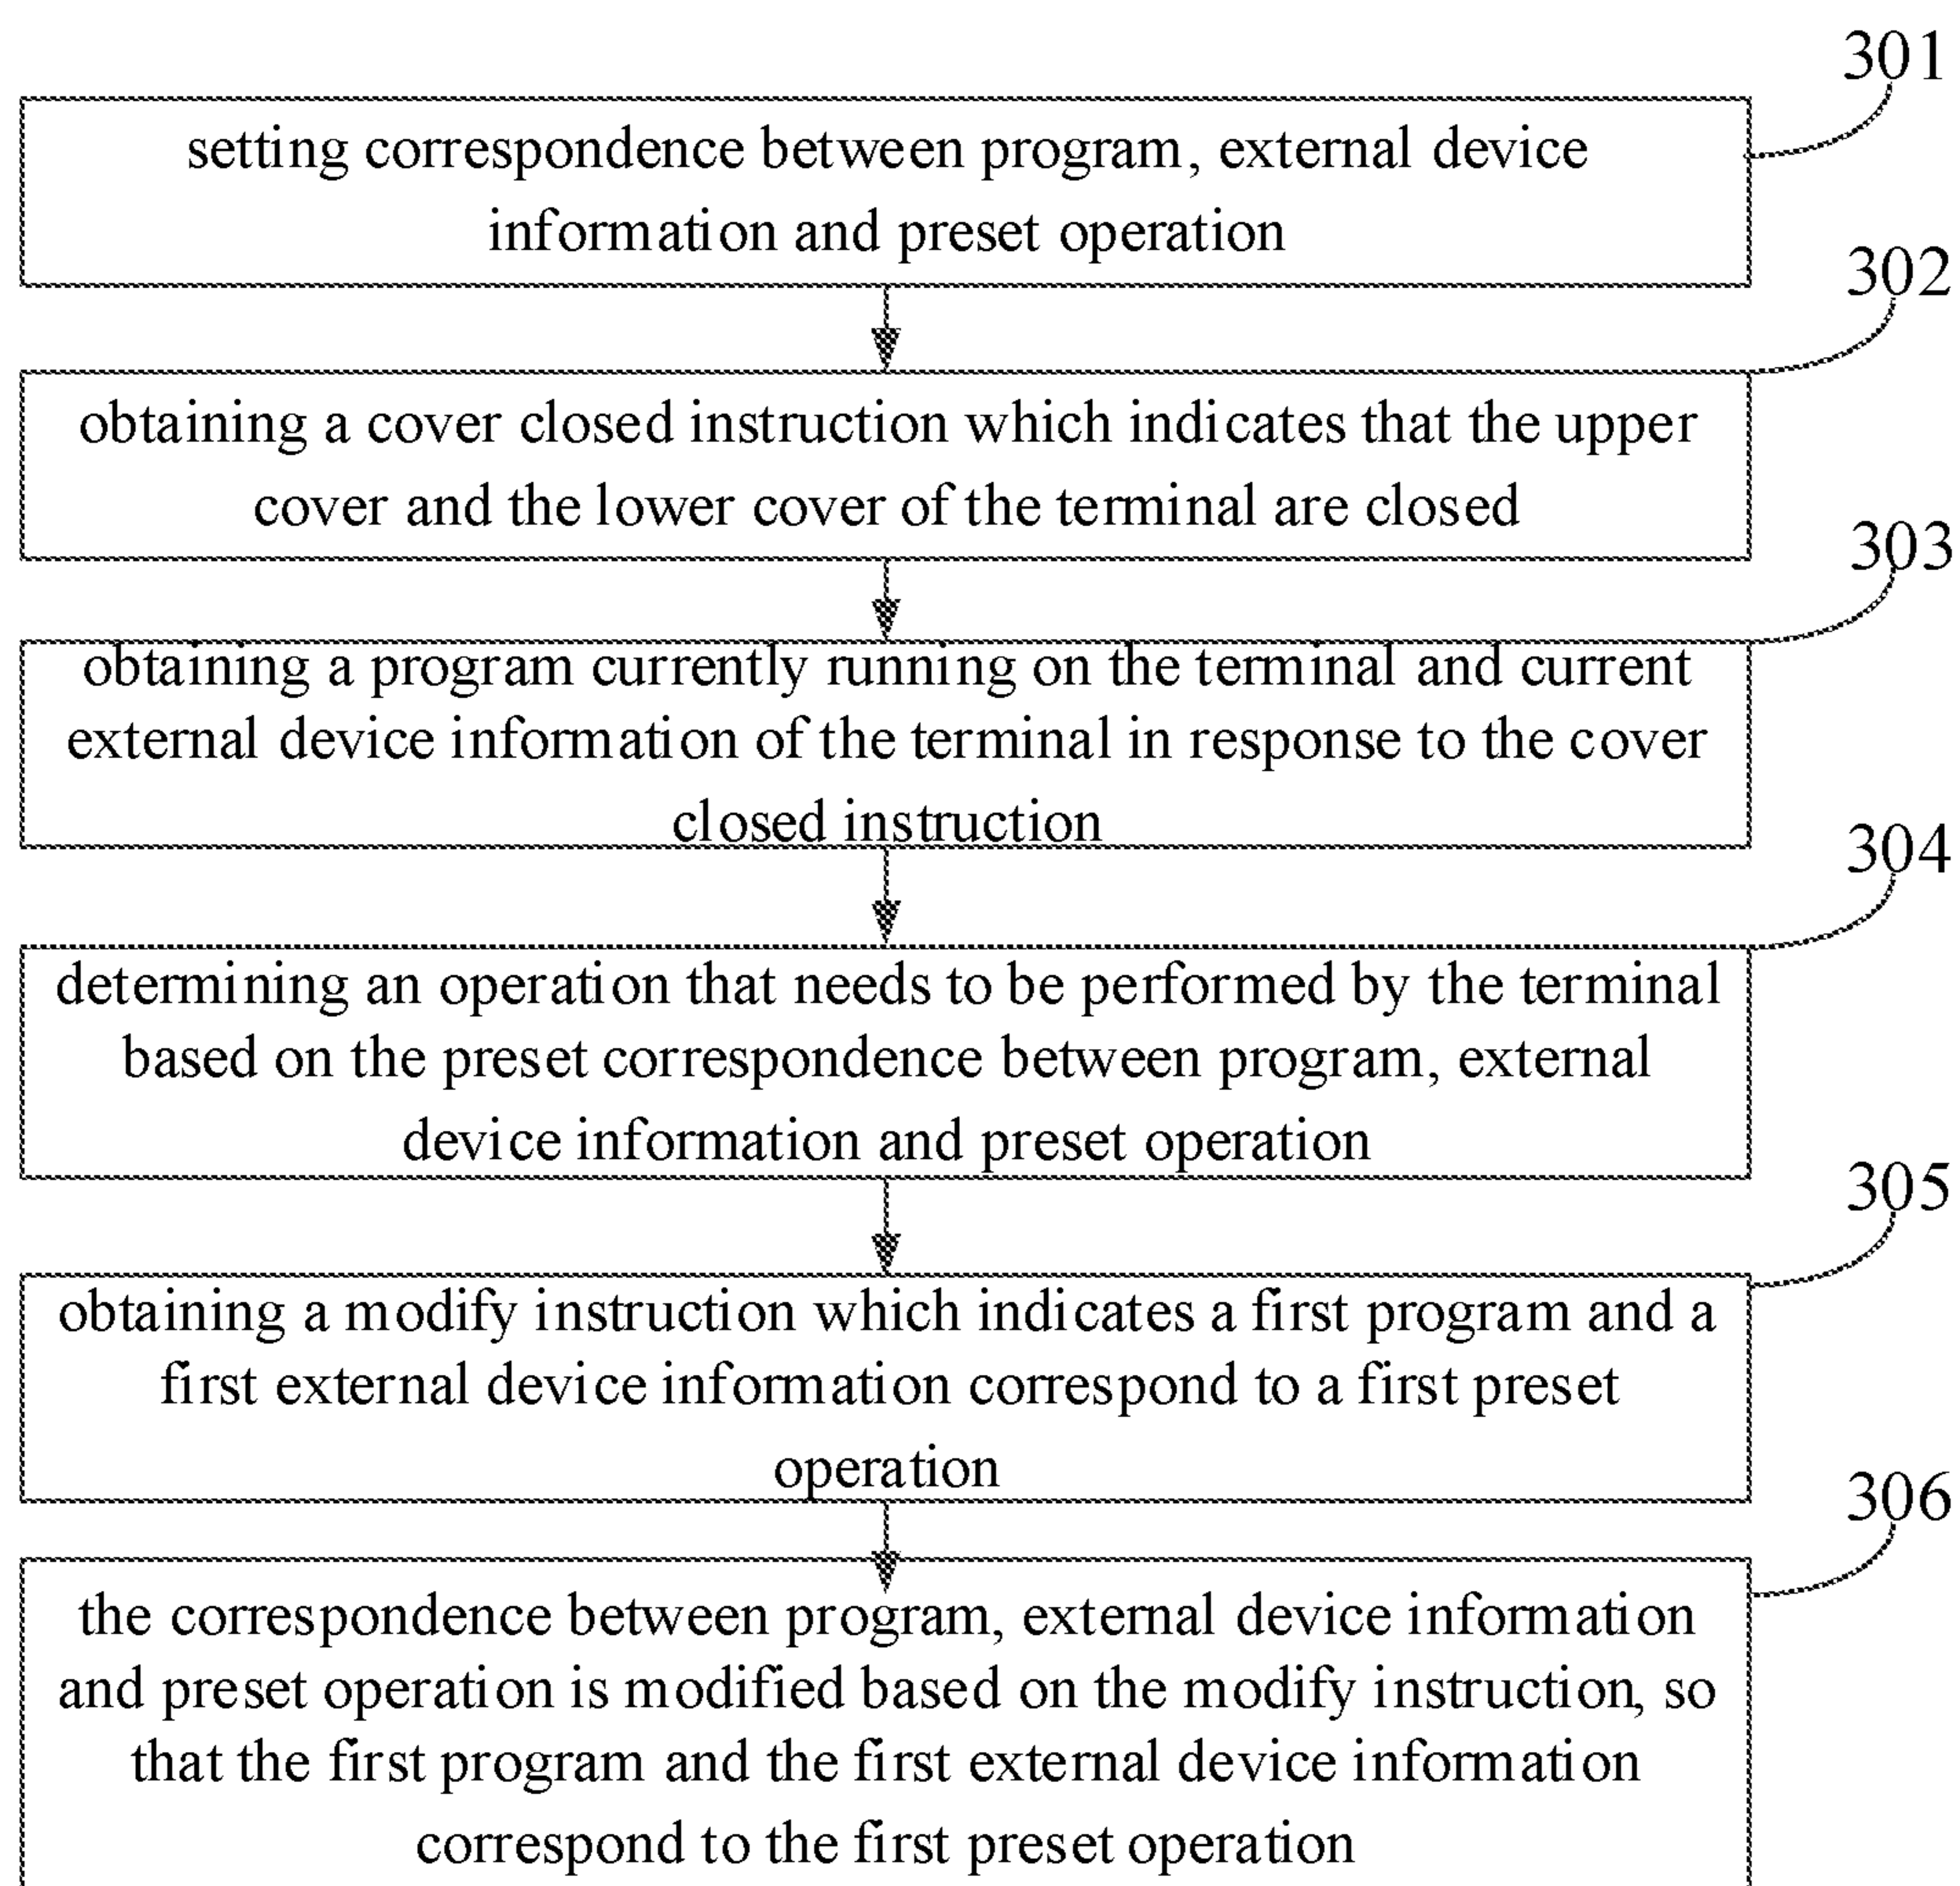 301
setting correspondence between program, external device
information and preset operation
302
obtaining a cover closed instruction which indicates that the upper
cover and the lower cover of the terminal are closed
303
obtaining a program currently running on the terminal and current
external device information of the terminal in response to the cover
closed instruction
304
determining an operation that needs to be performed by the terminal
based on the preset correspondence between program, external
device information and preset operation
305
obtaining a modify instruction which indicates a first program and a
first external device information correspond to a first preset
operation
306
the correspondence between program, external device information
and preset operation is modified based on the modify instruction, so
that the first program and the first external device information
correspond to the first preset operation